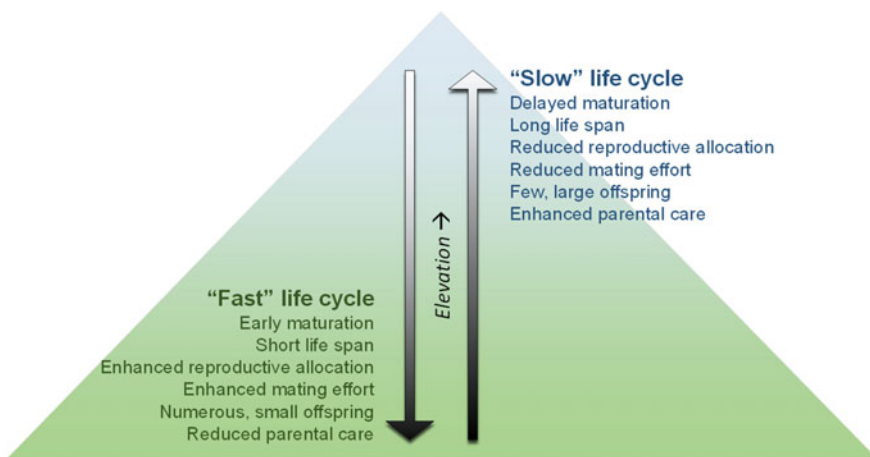 “Slow” life cycle
Delayed maturation
Long life span
Reduced reproductive allocation
Reduced mating effort
Few, large offspring
Enhanced parental care
Elevation →
“Fast” life cycle
Early maturation
Short life span
Enhanced reproductive allocation
Enhanced mating effort
Numerous, small offspring
Reduced parental care